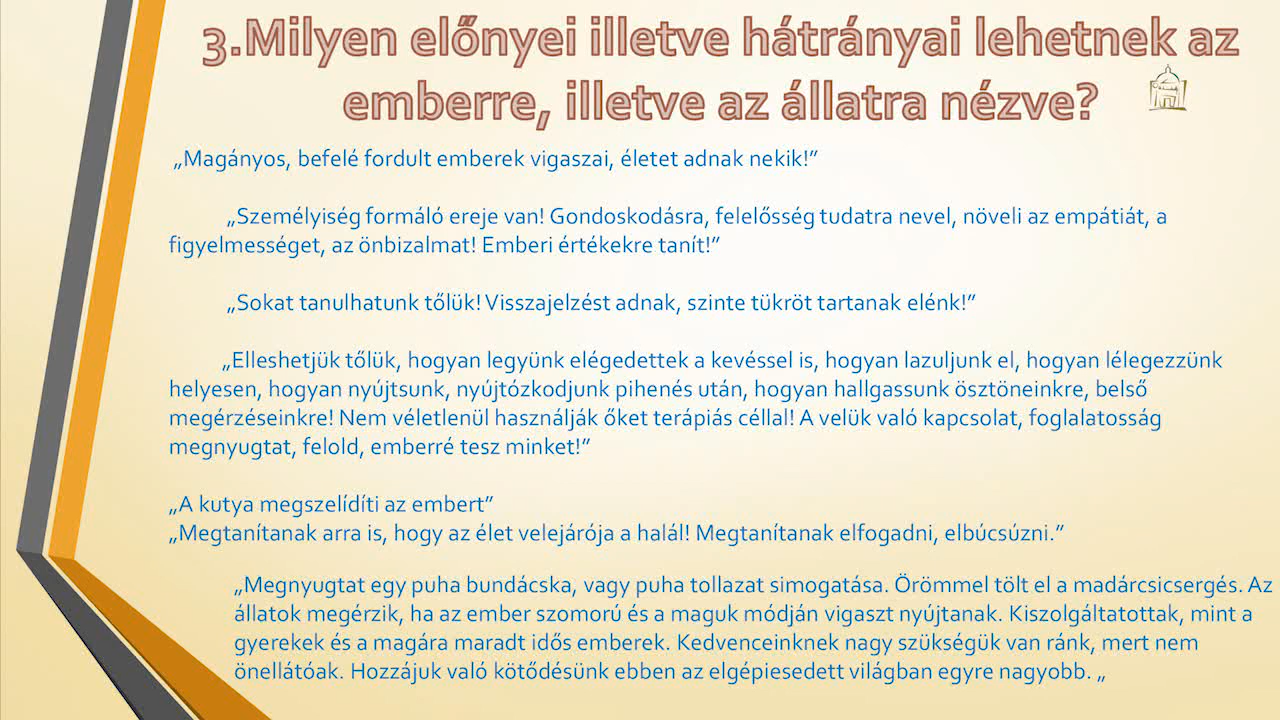 3.Milyen előnyei illetve hátrányai lehetnek az
emberre, illetve az állatra nézve?
„Magányos, befelé fordult emberek vigaszai, életet adnak nekik!”
„Személyiség formáló ereje van! Gondoskodásra, felelősség tudatra nevel, növeli az empátiát, a
figyelmességet, az önbizalmat! Emberi értékekre tanít!”
„Sokat tanulhatunk tőlük! Visszajelzést adnak, szinte tükröt tartanak elénk!”
„Elleshetjük tőlük, hogyan legyünk elégedettek a kevéssel is, hogyan lazuljunk el, hogyan lélegezzünk
helyesen, hogyan nyújtsunk, nyújtózkodjunk pihenés után, hogyan hallgassunk ösztöneinkre, belső
megérzéseinkre! Nem véletlenül használják őket terápiás céllal! A velük való kapcsolat, foglalatosság
megnyugtat, felold, emberré tesz minket!”
„A kutya megszelídíti az embert”
„Megtanítanak arra is, hogy az élet velejárója a halál! Megtanítanak elfogadni, elbúcsúzni.”
„Megnyugtat egy puha bundácska, vagy puha tollazat simogatása. Örömmel tölt el a madárcsicsergés. Az
állatok megérzik, ha az ember szomorú és a maguk módján vigaszt nyújtanak. Kiszolgáltatottak, mint a
gyerekek és a magára maradt idős emberek. Kedvenceinknek nagy szükségük van ránk, mert nem
önellátóak. Hozzájuk való kötődésünk ebben az elgépiesedett világban egyre nagyobb. „